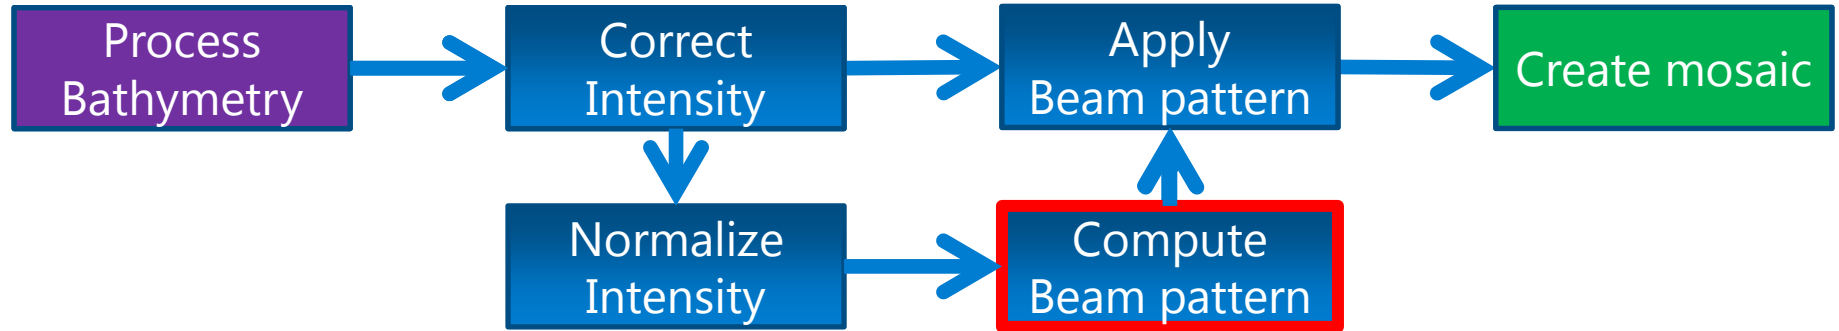 Process
Bathymetry
Correct
Intensity
Apply
Beam pattern
Create mosaic
Normalize
Intensity
Compute
Beam pattern